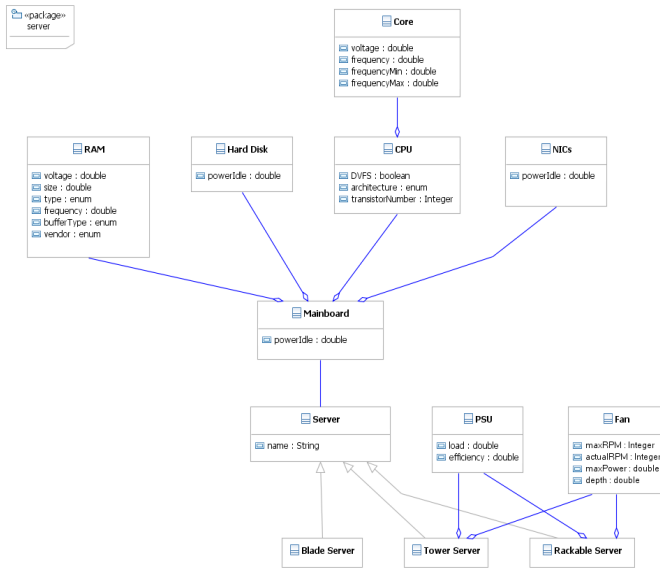 «package»
server
Core
voltage : double
frequency : double
frequencyMin : double
frequencyMax : double
RAM
voltage : double
size : double
type : enum
frequency : double
bufferType : enum
vendor : enum
Hard Disk
powerIdle : double
CPU
DVFS : boolean
architecture : enum
transistorNumber : Integer
NICs
powerIdle : double
Mainboard
powerIdle : double
Server
name : String
PSU
load : double
efficiency : double
Fan
maxRPM : Integer
actualRPM : Integer
maxPower : double
depth : double
Blade Server
Tower Server
Rackable Server